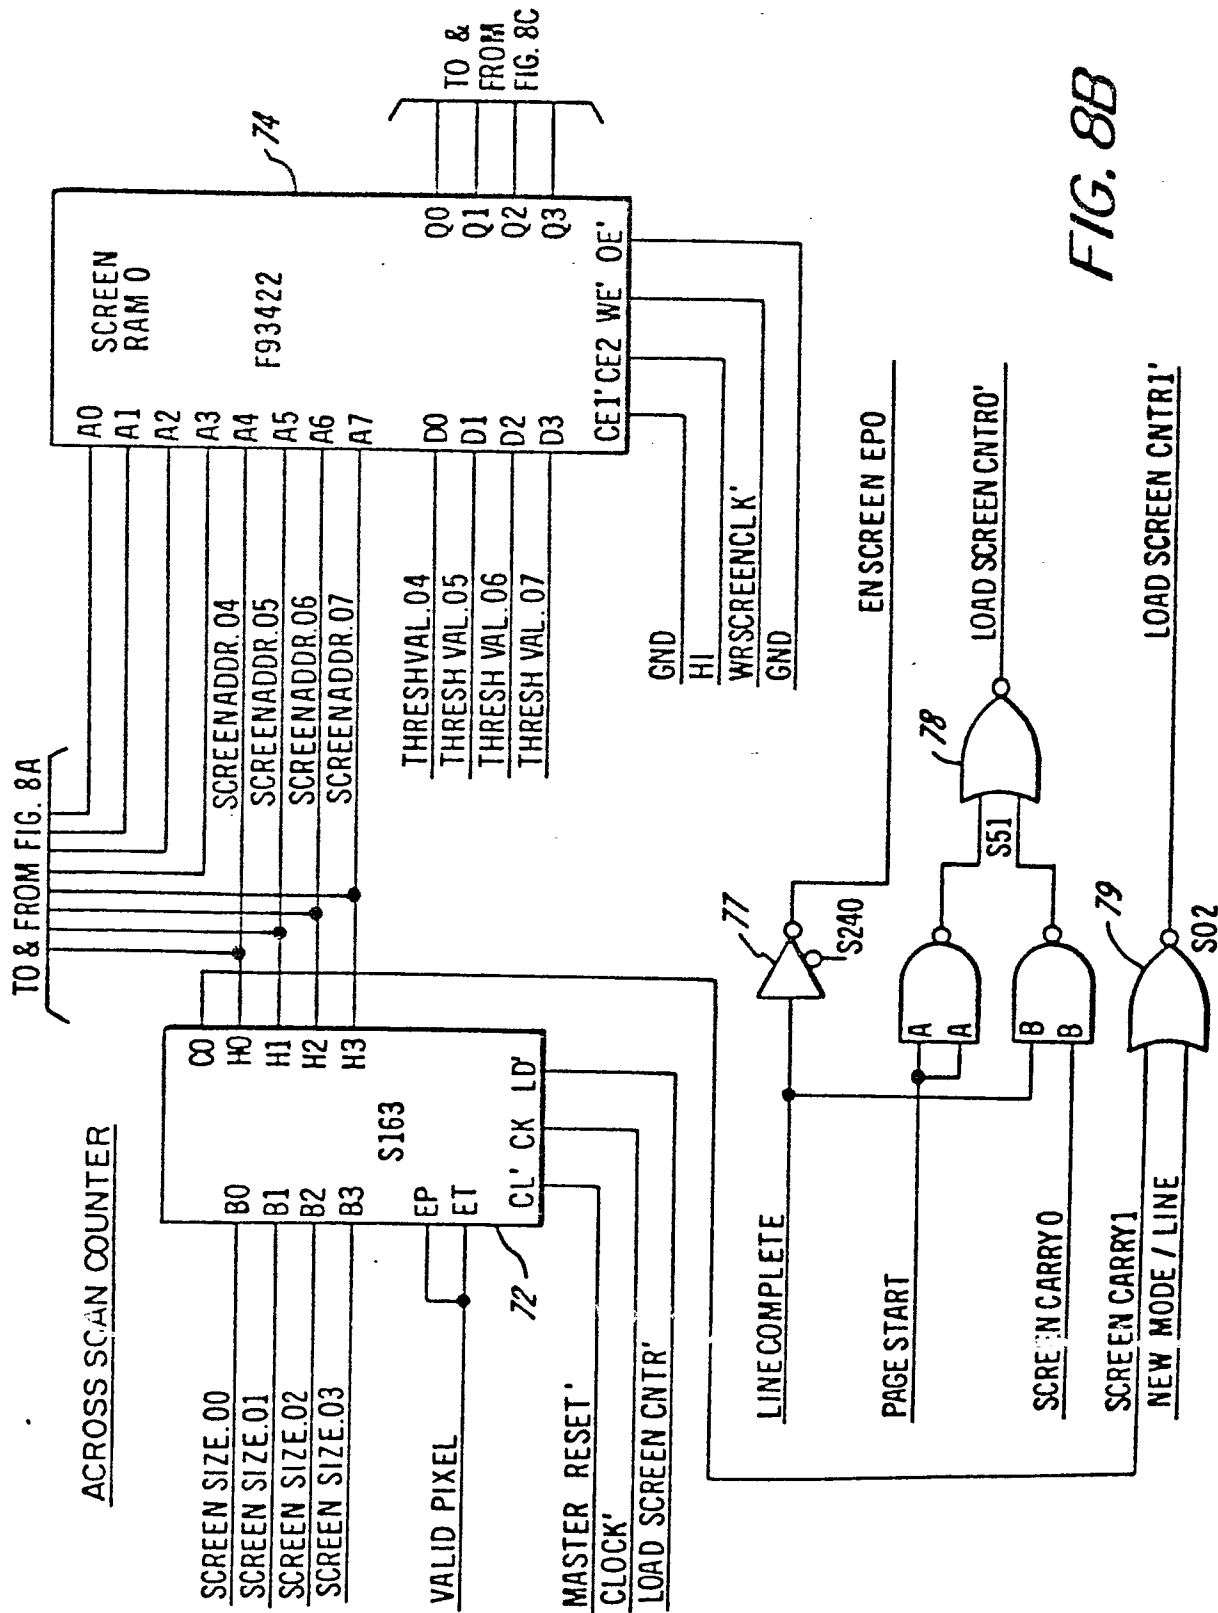 ACROSS SCAN COUNTER
TO & FROM FIG. 8A
SCREEN SIZE.00
SCREEN SIZE.01
SCREEN SIZE.02
SCREEN SIZE.03
VALID PIXEL
MASTER RESET'
CLOCK'
LOAD SCREEN CNTR'
B0
B1
B2
B3
EP
ET
S163
CO
H0
H1
H2
H3
CL' CK LD'
72
SCREENADDR.04
SCREENADDR.05
SCREENADDR.06
SCREENADDR.07
THRESHVAL.04
THRESH VAL.05
THRESH VAL.06
THRESH VAL.07
GND
HI
WRSCREENCLK'
GND
A0
A1
A2
A3
A4
A5
A6
A7
D0
D1
D2
D3
SCREEN
RAM 0
F93422
Q0
Q1
Q2
Q3
CE1' CE2 WE' OE'
74
TO &
FROM
FIG. 8C
LINECOMPLETE
PAGE START
SCREEN CARRY 0
SCREEN CARRY 1
NEW MODE / LINE
77
S240
A
A
B
B
S51
78
79
S02
EN SCREEN EPO
LOAD SCREEN CNTR0'
LOAD SCREEN CNTR1'
FIG. 8B